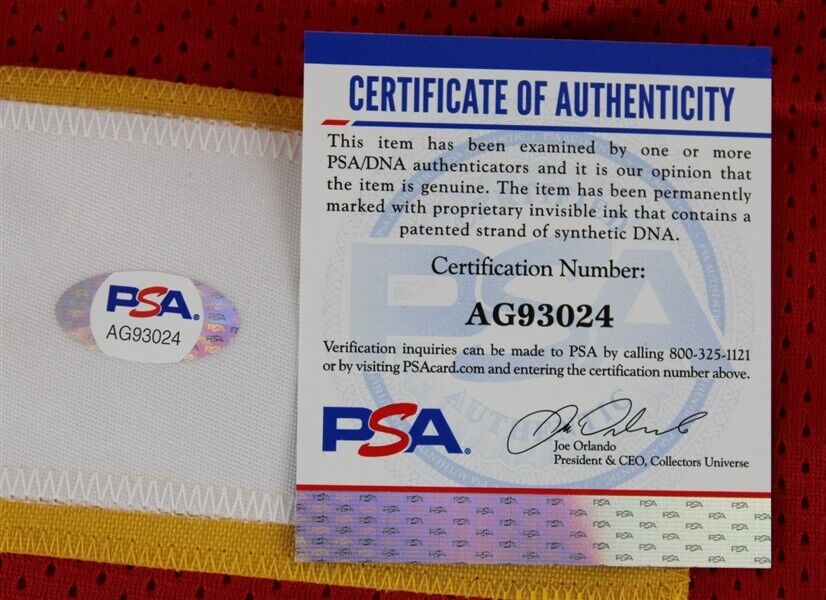 CERTIFICATE OF AUTHENTICITY
This item has been examined by one or more
PSA/DNA authenticators and it is our opinion that
the item is genuine. The item has been permanently
marked with proprietary invisible ink that contains a
patented strand of synthetic DNA.
Certification Number:
AG93024
Verification inquiries can be made to PSA by calling 800-325-1121
or by visiting PSAcard.com and entering the certification number above.
PSA
Joe Orlando
President & CEO, Collectors Universe
PSA
AG93024